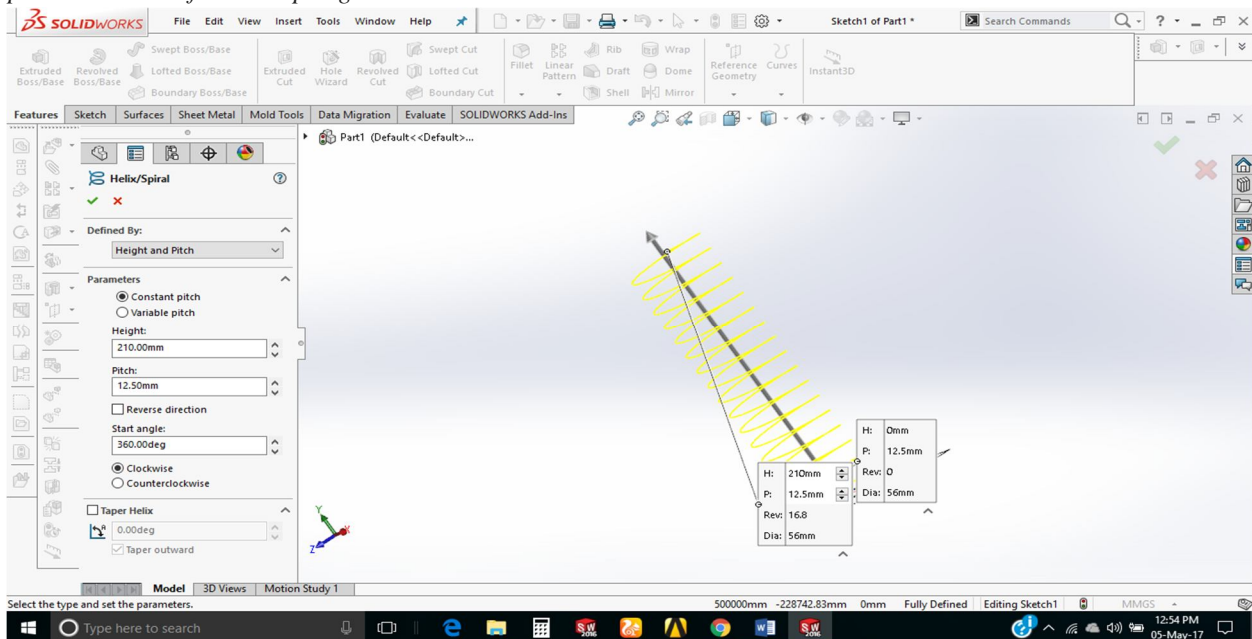 SOLIDWORKS File Edit View Insert Tools Window Help Sketch1 of Part1 * Search Commands
Extruded Boss/Base Revolved Boss/Base Swept Boss/Base Lofted Boss/Base Boundary Boss/Base Extruded Cut Hole Wizard Revolved Cut Swept Cut Lofted Cut Boundary Cut Fillet Linear Pattern Rib Draft Shell Wrap Dome Mirror Reference Geometry Curves Instant3D
Features Sketch Surfaces Sheet Metal Mold Tools Data Migration Evaluate SOLIDWORKS Add-Ins
Part1 (Default<<Default>...
Helix/Spiral
Defined By:
Height and Pitch
Parameters
Constant pitch
Variable pitch
Height:
210.00mm
Pitch:
12.50mm
Reverse direction
Start angle:
360.00deg
Clockwise
Counterclockwise
Taper Helix
0.00deg
Taper outward
H: 0mm
P: 12.5mm
Rev: 0
Dia: 56mm
H: 210mm
P: 12.5mm
Rev: 16.8
Dia: 56mm
Y
X
Z
Model 3D Views Motion Study 1
Select the type and set the parameters. 500000mm -228742.83mm 0mm Fully Defined Editing Sketch1 MMGS
Type here to search
SW 2016
SW 2016
12:54 PM
05-May-17